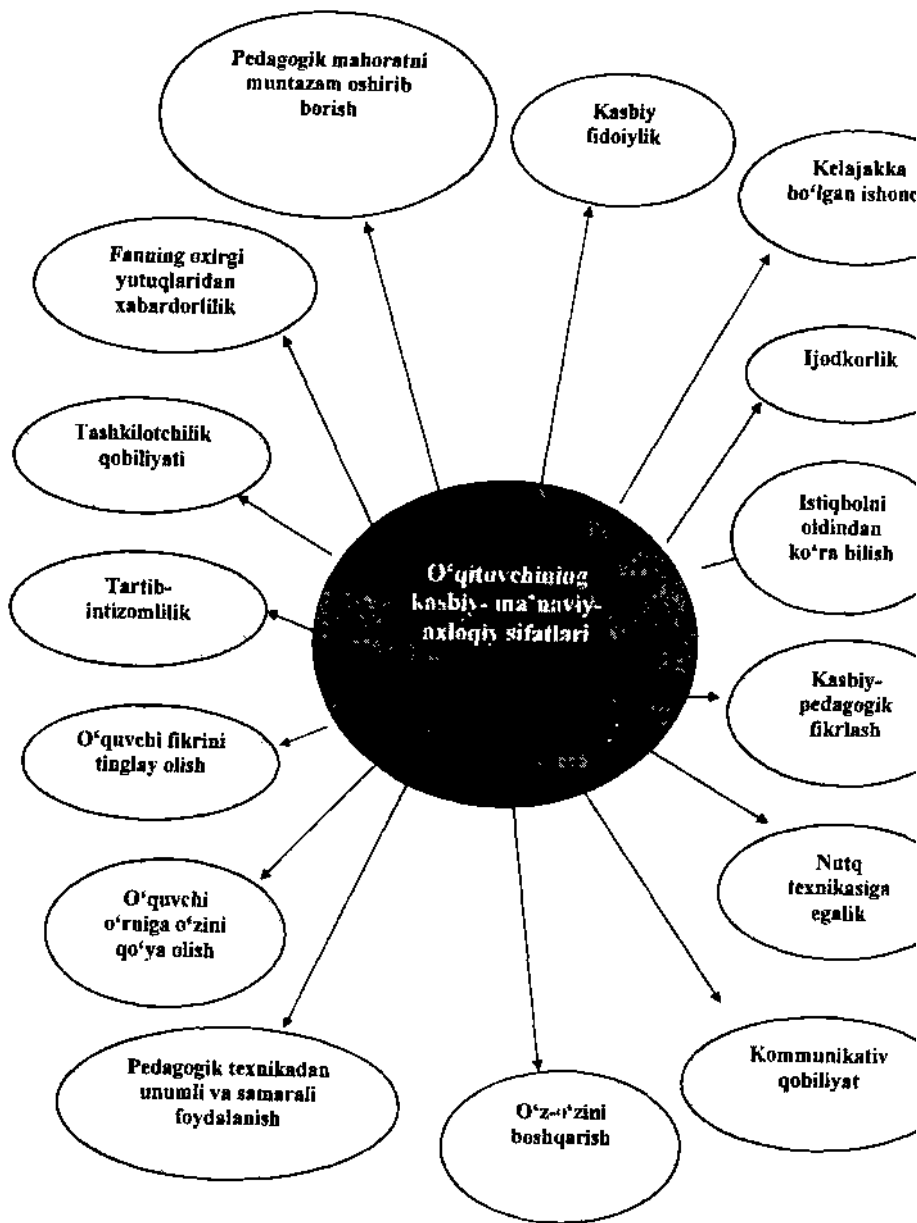 Pedagogik mahoratni
muntazam oshirib
borish
Kasbiy
fidoiylik
Kelajakka
bo‘lgan ishonc
Fanning oxirgi
yutuqlaridan
xabardorlilik
Ijodkorlik
Tashkilotchilik
qobiliyati
Istiqbolni
oldindan
ko‘ra bilish
O‘qituvchining
kasbiy- ma‘naviy-
axloqiy sifatlari
Tartib-
intizomlilik
Kasbiy-
pedagogik
fikrlash
O‘quvchi fikrini
tinglay olish
Nutq
texnikasiga
egalik
O‘quvchi
o‘rniga o‘zini
qo‘ya olish
Kommunikativ
qobiliyat
Pedagogik texnikadan
unumli va samarali
foydalanish
O‘z-o‘zini
boshqarish